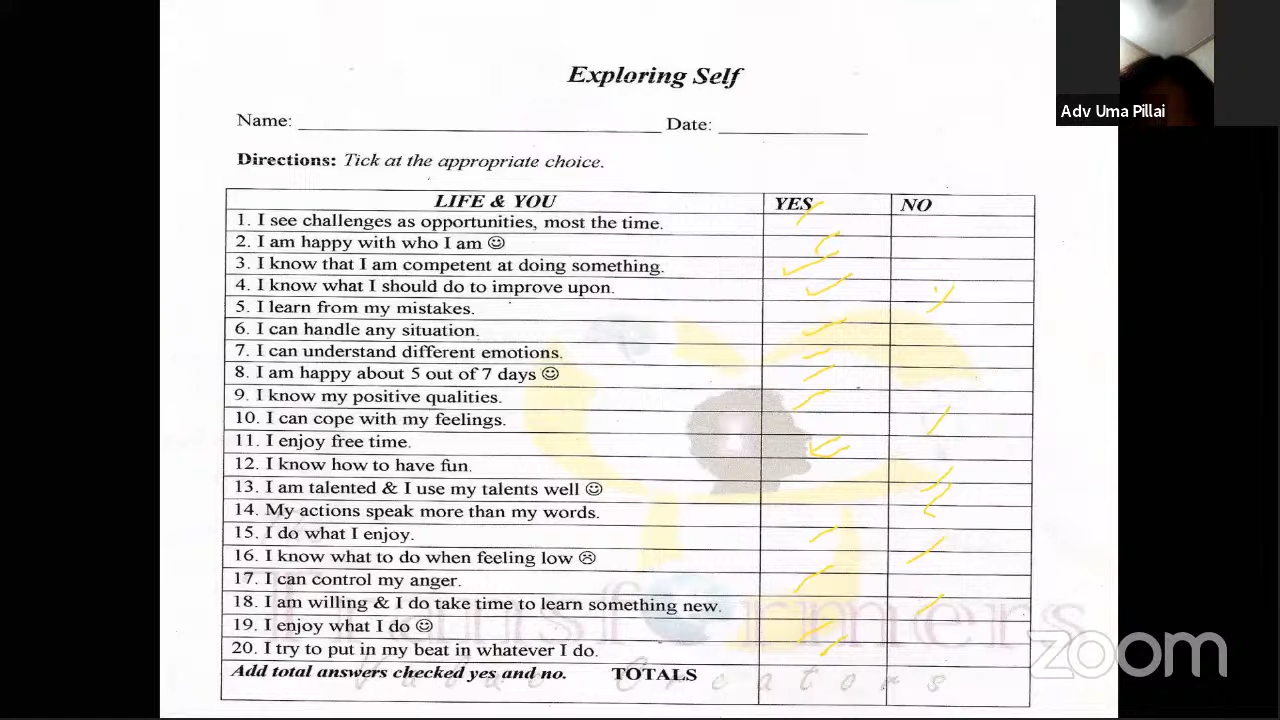 Exploring Self
Adv Uma Pillai
Name: ____________ Date: ____________
Directions: Tick at the appropriate choice.
LIFE & YOU YES NO
1. I see challenges as opportunities, most the time.
2. I am happy with who I am ☺
3. I know that I am competent at doing something.
4. I know what I should do to improve upon.
5. I learn from my mistakes.
6. I can handle any situation.
7. I can understand different emotions.
8. I am happy about 5 out of 7 days ☺
9. I know my positive qualities.
10. I can cope with my feelings.
11. I enjoy free time.
12. I know how to have fun.
13. I am talented & I use my talents well ☺
14. My actions speak more than my words.
15. I do what I enjoy.
16. I know what to do when feeling low ☹
17. I can control my anger.
18. I am willing & I do take time to learn something new.
19. I enjoy what I do ☺
20. I try to put in my beat in whatever I do.
Add total answers checked yes and no. TOTALS
Transformers
Value Creators
zoom